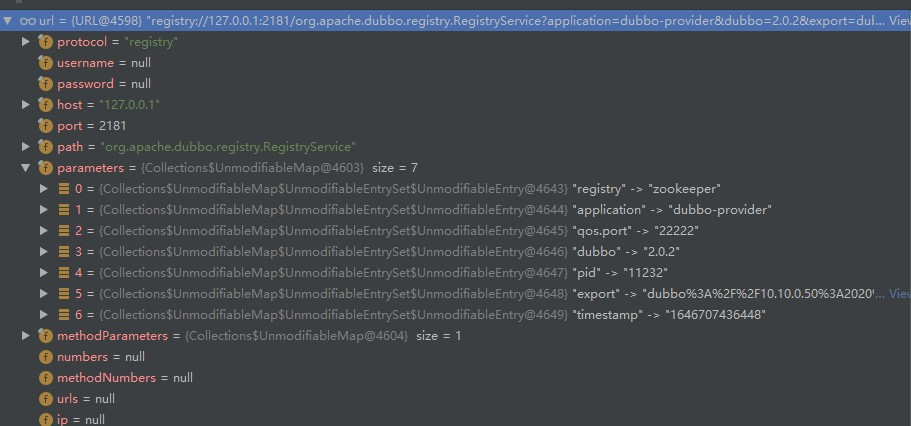 url = {URL@4598} "registry://127.0.0.1:2181/org.apache.dubbo.registry.RegistryService?application=dubbo-provider&dubbo=2.0.2&export=dul... View
f protocol = "registry"
f username = null
f password = null
f host = "127.0.0.1"
f port = 2181
f path = "org.apache.dubbo.registry.RegistryService"
f parameters = {Collections$UnmodifiableMap@4603} size = 7
0 = {Collections$UnmodifiableMap$UnmodifiableEntrySet$UnmodifiableEntry@4643} "registry" -> "zookeeper"
1 = {Collections$UnmodifiableMap$UnmodifiableEntrySet$UnmodifiableEntry@4644} "application" -> "dubbo-provider"
2 = {Collections$UnmodifiableMap$UnmodifiableEntrySet$UnmodifiableEntry@4645} "qos.port" -> "22222"
3 = {Collections$UnmodifiableMap$UnmodifiableEntrySet$UnmodifiableEntry@4646} "dubbo" -> "2.0.2"
4 = {Collections$UnmodifiableMap$UnmodifiableEntrySet$UnmodifiableEntry@4647} "pid" -> "11232"
5 = {Collections$UnmodifiableMap$UnmodifiableEntrySet$UnmodifiableEntry@4648} "export" -> "dubbo%3A%2F%2F10.10.0.50%3A2020'... View
6 = {Collections$UnmodifiableMap$UnmodifiableEntrySet$UnmodifiableEntry@4649} "timestamp" -> "1646707436448"
f methodParameters = {Collections$UnmodifiableMap@4604} size = 1
f numbers = null
f methodNumbers = null
f urls = null
f ip = null